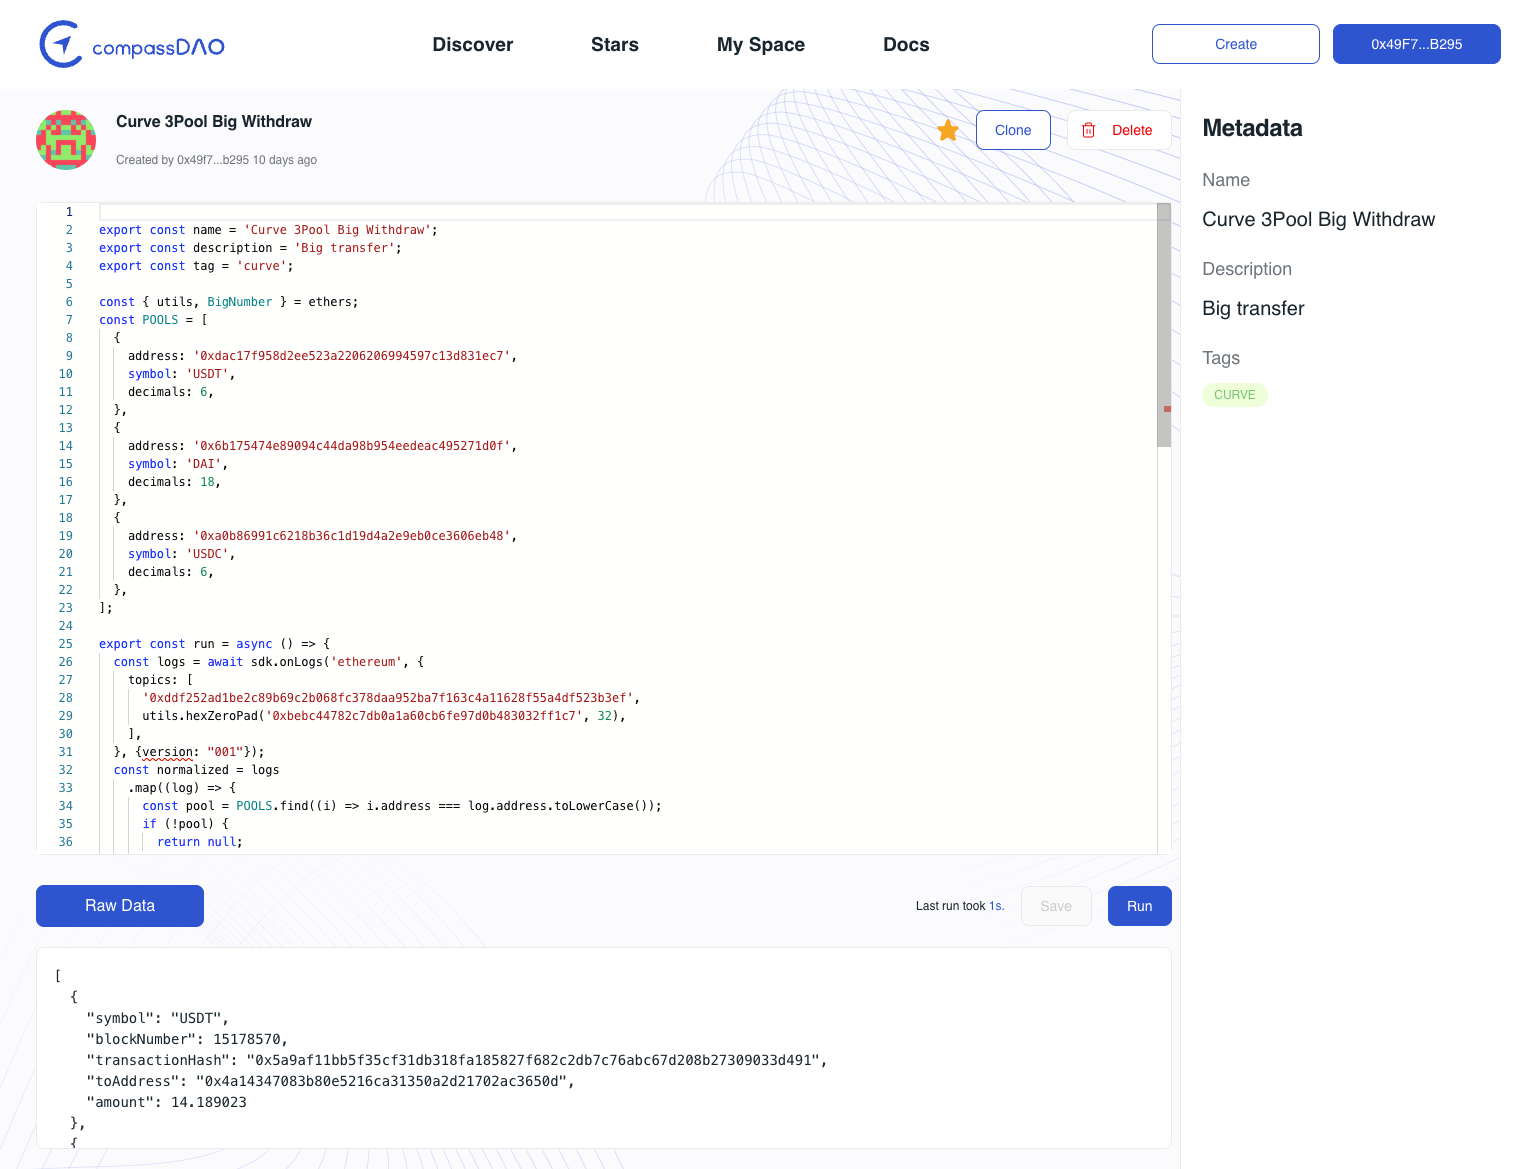 compassDAO
Discover
Stars
My Space
Docs
Create
0x49F7...B295
Curve 3Pool Big Withdraw
Created by 0x49f7...b295 10 days ago
Clone
Delete
1
2 export const name = 'Curve 3Pool Big Withdraw';
3 export const description = 'Big transfer';
4 export const tag = 'curve';
5
6 const { utils, BigNumber } = ethers;
7 const POOLS = [
8 {
9 address: '0xdac17f958d2ee523a2206206994597c13d831ec7',
10 symbol: 'USDT',
11 decimals: 6,
12 },
13 {
14 address: '0x6b175474e89094c44da98b954eedeac495271d0f',
15 symbol: 'DAI',
16 decimals: 18,
17 },
18 {
19 address: '0xa0b86991c6218b36c1d19d4a2e9eb0ce3606eb48',
20 symbol: 'USDC',
21 decimals: 6,
22 },
23 ];
24
25 export const run = async () => {
26 const logs = await sdk.onLogs('ethereum', {
27 topics: [
28 '0xddf252ad1be2c89b69c2b068fc378daa952ba7f163c4a11628f55a4df523b3ef',
29 utils.hexZeroPad('0xbebc44782c7db0a1a60cb6fe97d0b483032ff1c7', 32),
30 ],
31 }, {version: "001"});
32 const normalized = logs
33 .map((log) => {
34 const pool = POOLS.find((i) => i.address === log.address.toLowerCase());
35 if (!pool) {
36 return null;
Raw Data
Last run took 1s.
Save
Run
[
{
"symbol": "USDT",
"blockNumber": 15178570,
"transactionHash": "0x5a9af11bb5f35cf31db318fa185827f682c2db7c76abc67d208b27309033d491",
"toAddress": "0x4a14347083b80e5216ca31350a2d21702ac3650d",
"amount": 14.189023
},
{
Metadata
Name
Curve 3Pool Big Withdraw
Description
Big transfer
Tags
CURVE